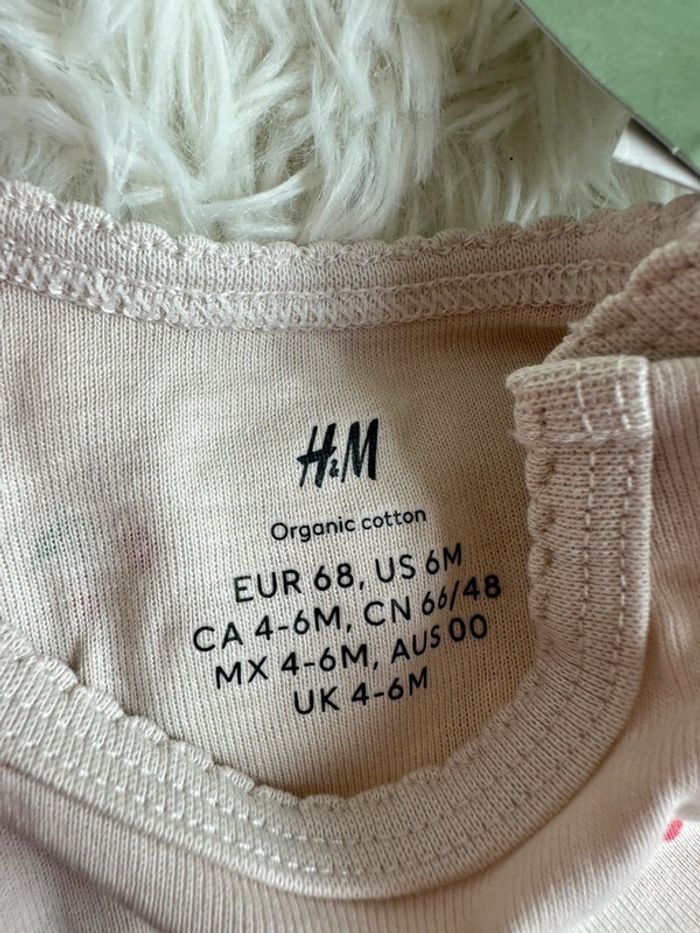 H&M
Organic cotton
EUR 68, US 6M
CA 4-6M, CN 66/48
MX 4-6M, AUS 00
UK 4-6M